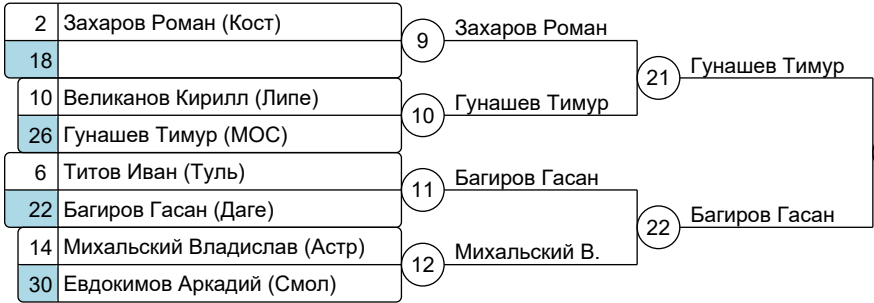 2 Захаров Роман (Кост)
18
9 Захаров Роман
10 Великанов Кирилл (Липе)
26 Гунашев Тимур (МОС)
10 Гунашев Тимур
21 Гунашев Тимур
6 Титов Иван (Туль)
22 Багиров Гасан (Даге)
11 Багиров Гасан
14 Михальский Владислав (Астр)
30 Евдокимов Аркадий (Смол)
12 Михальский В.
22 Багиров Гасан